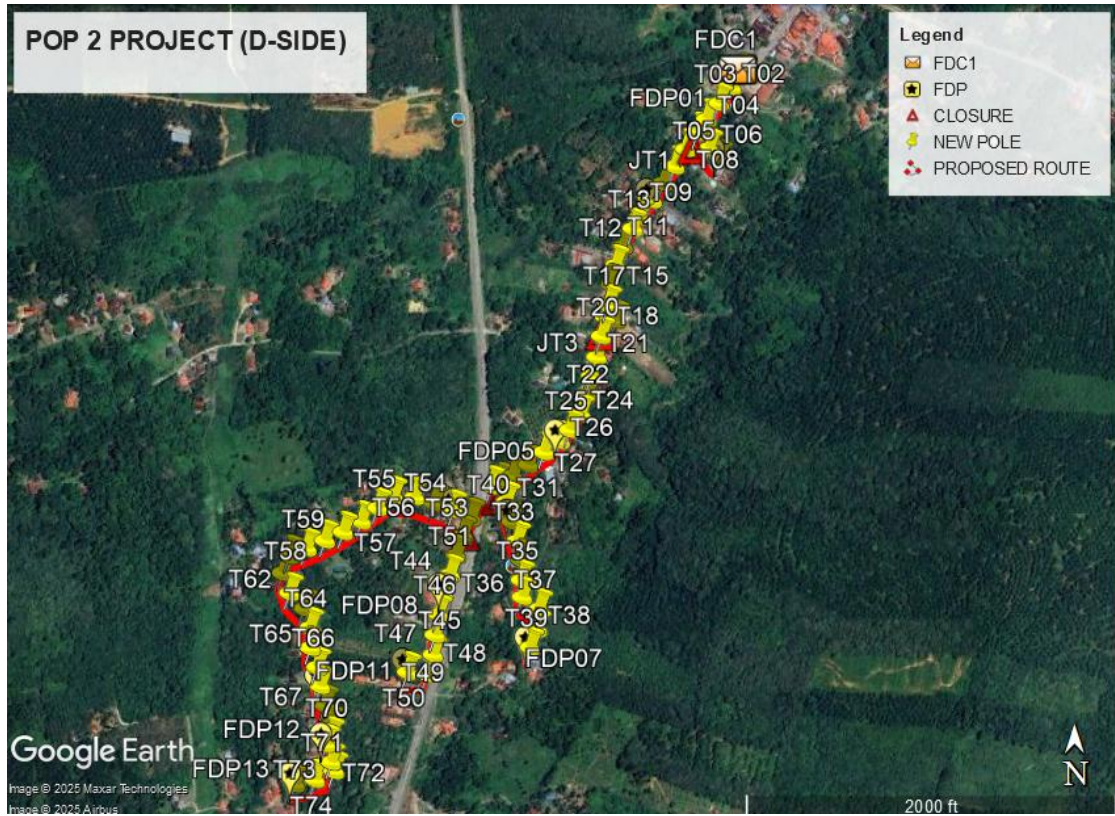 POP 2 PROJECT (D-SIDE)
Legend
FDC1
FDP
CLOSURE
NEW POLE
PROPOSED ROUTE
FDC1
T03 T02
FDP01 T04
T05 T06
JT1 T08
T09
T13
T12 T11
T17 T15
T20 T18
JT3 T21
T22
T25 T24
T26
FDP05 T27
T55 T54 T40 T31
T56 T53 T33
T59 T57 T51 T35
T58 T44
T62 T46 T36 T37
T64 FDP08 T45 T39 T38
T65 T66 T47
T48 FDP07
FDP11 T49
T67 T50
T70
FDP12 T71
FDP13 T73 T72
T74
Google Earth
Image © 2025 Maxar Technologies
Image © 2025 Airbus
N
2000 ft